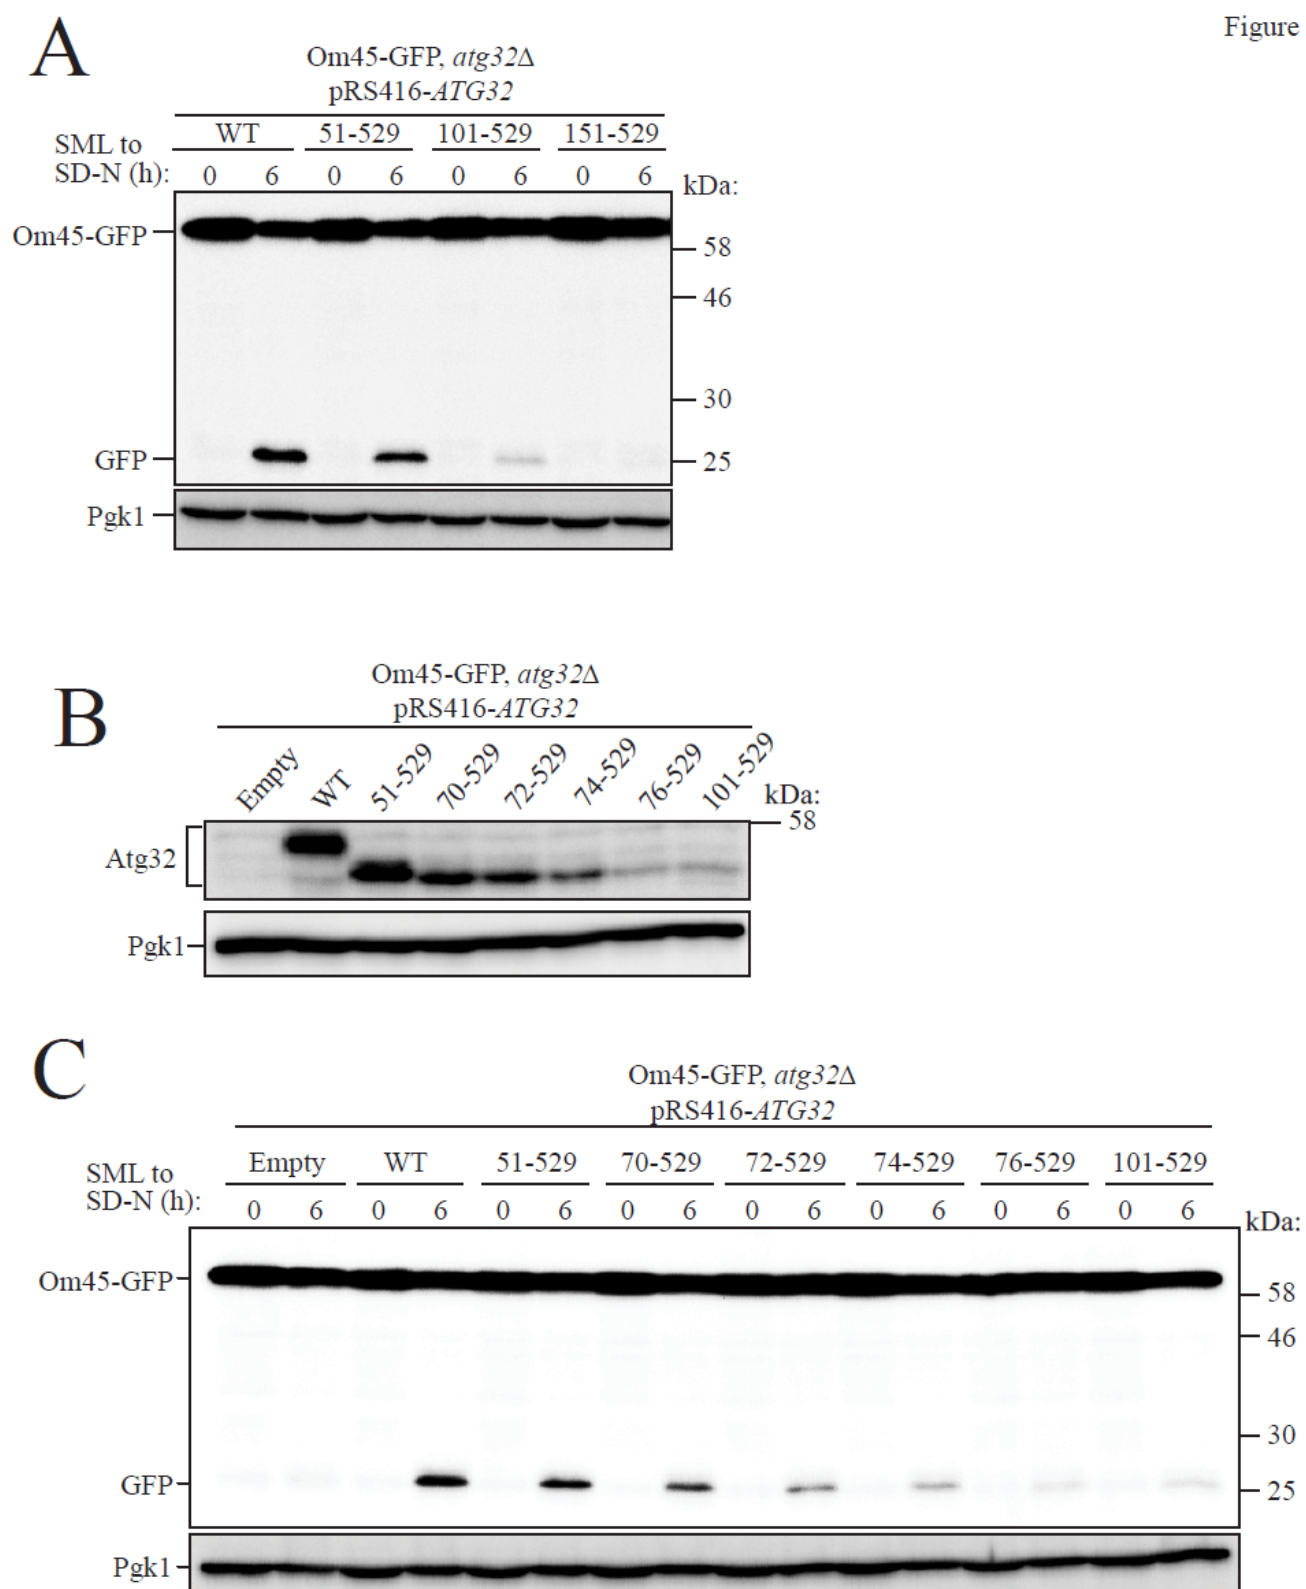 Figure
A
Om45-GFP, atg32Δ
pRS416-ATG32
WT 51-529 101-529 151-529
SML to
SD-N (h): 0 6 0 6 0 6 0 6
kDa:
Om45-GFP
58
46
30
GFP
25
Pgk1
B
Om45-GFP, atg32Δ
pRS416-ATG32
Empty WT 51-529 70-529 72-529 74-529 76-529 101-529
kDa:
58
Atg32
Pgk1
C
Om45-GFP, atg32Δ
pRS416-ATG32
Empty WT 51-529 70-529 72-529 74-529 76-529 101-529
SML to
SD-N (h): 0 6 0 6 0 6 0 6 0 6 0 6 0 6 0 6
kDa:
Om45-GFP
58
46
30
GFP
25
Pgk1